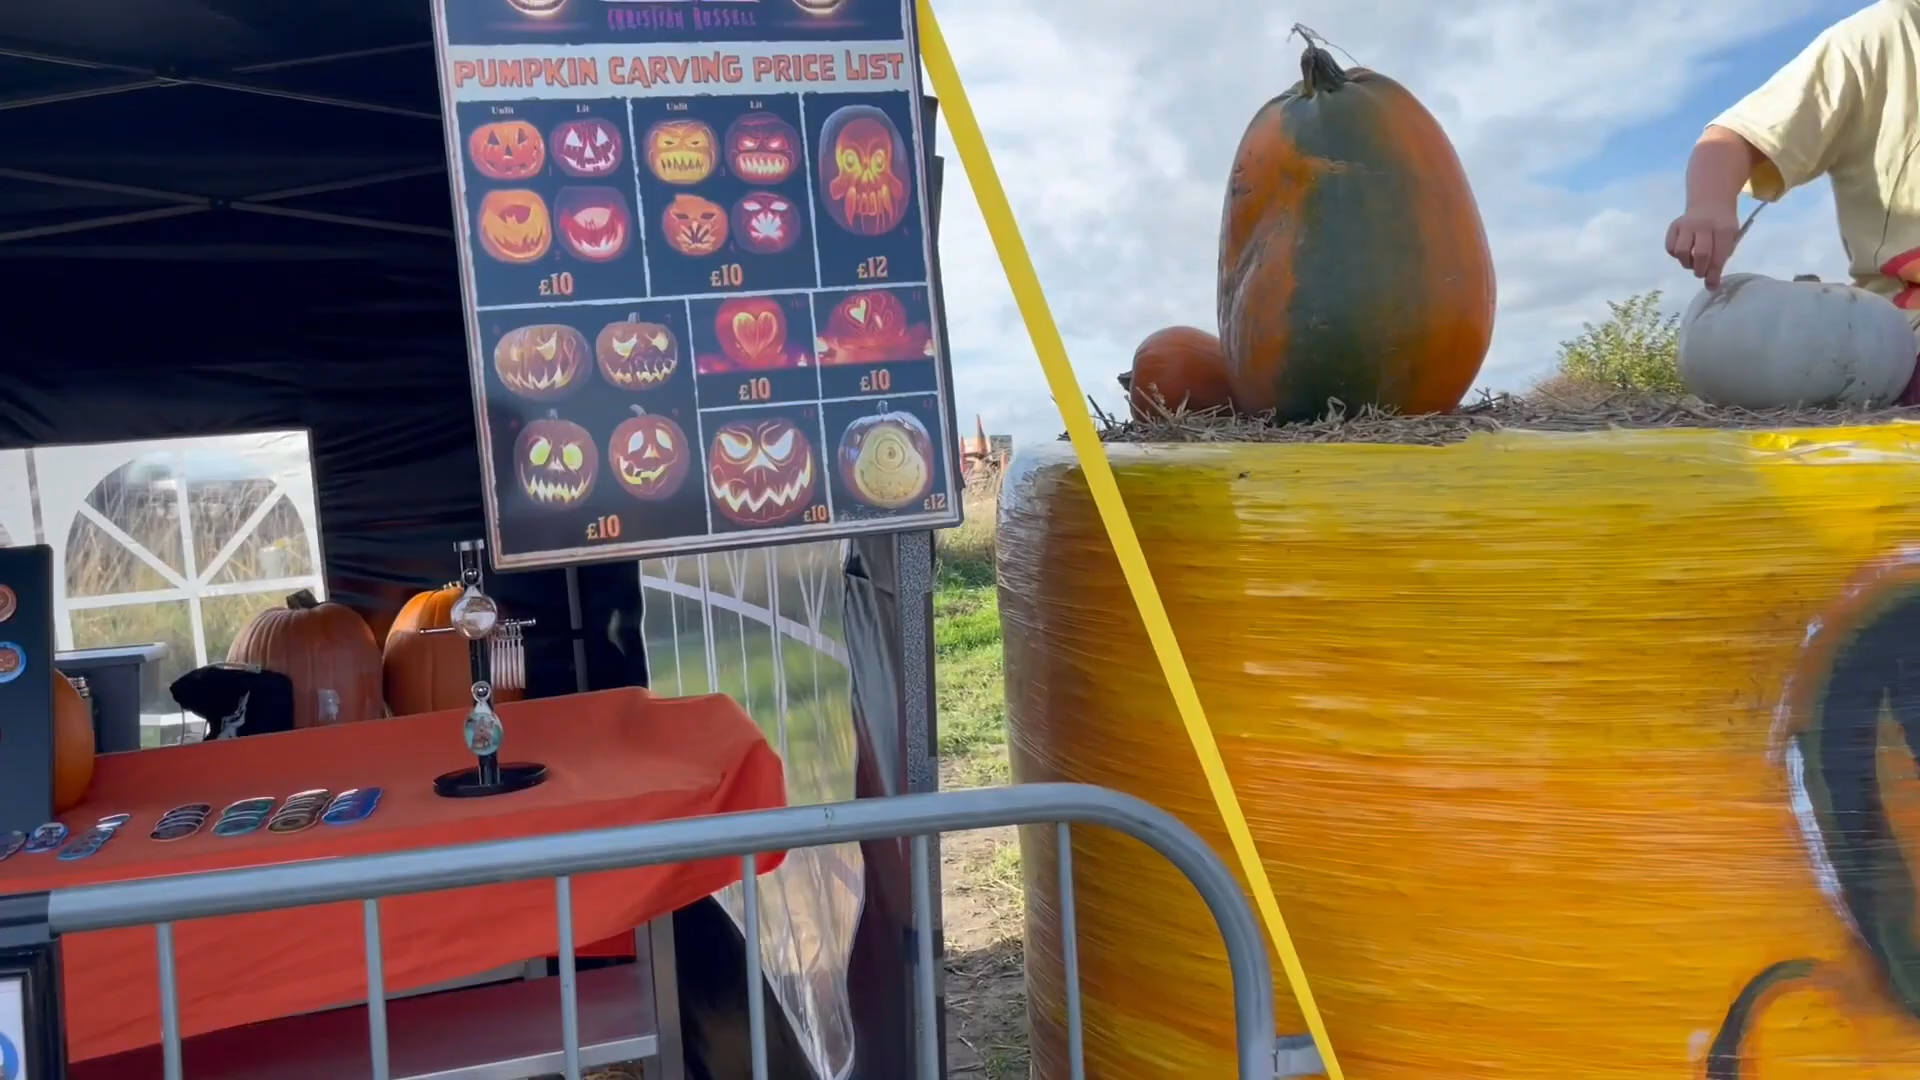 CHRISTIAN RUSSELL
PUMPKIN CARVING PRICE LIST
Unlit Lit Unlit Lit
£10 £10 £12
£10 £10
£10 £10 £12